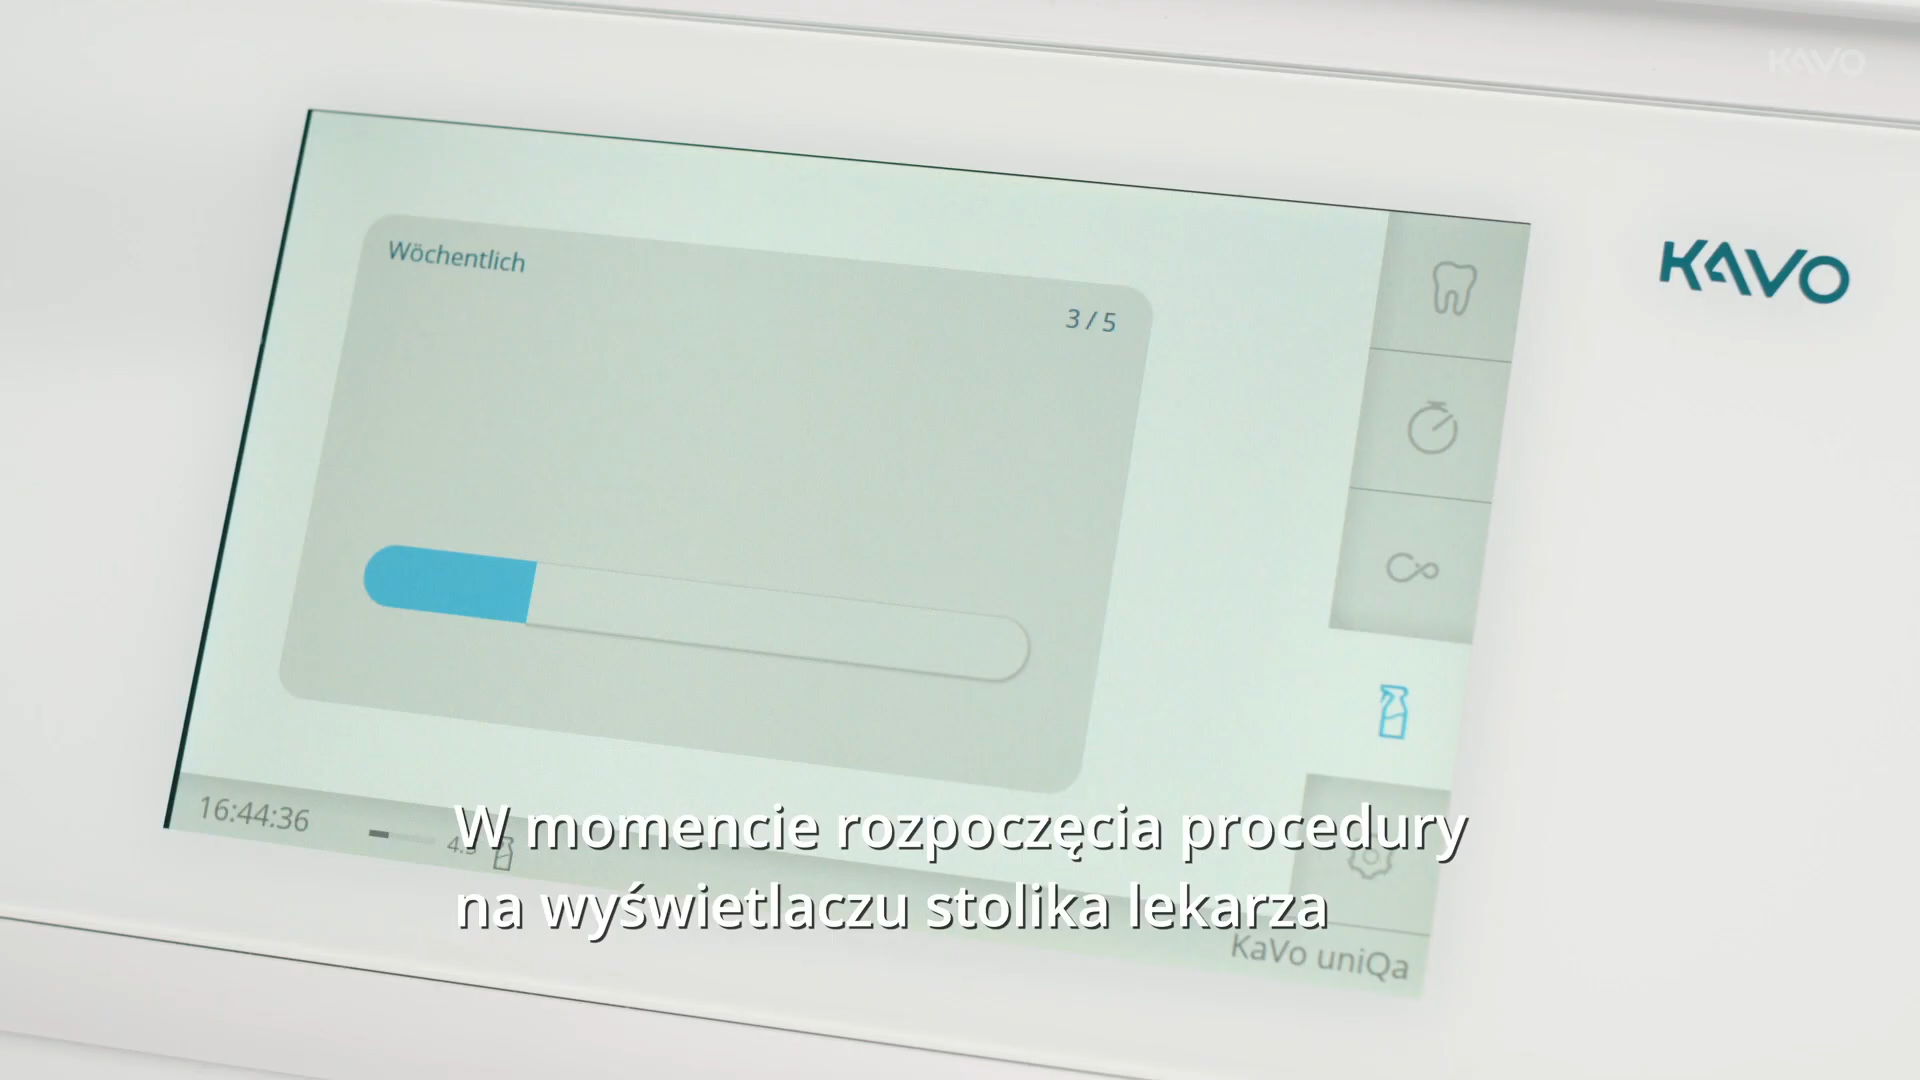 KAVO
KAVO
Wöchentlich
3 / 5
16:44:36
W momencie rozpoczęcia procedury
na wyświetlaczu stolika lekarza
KaVo uniQa